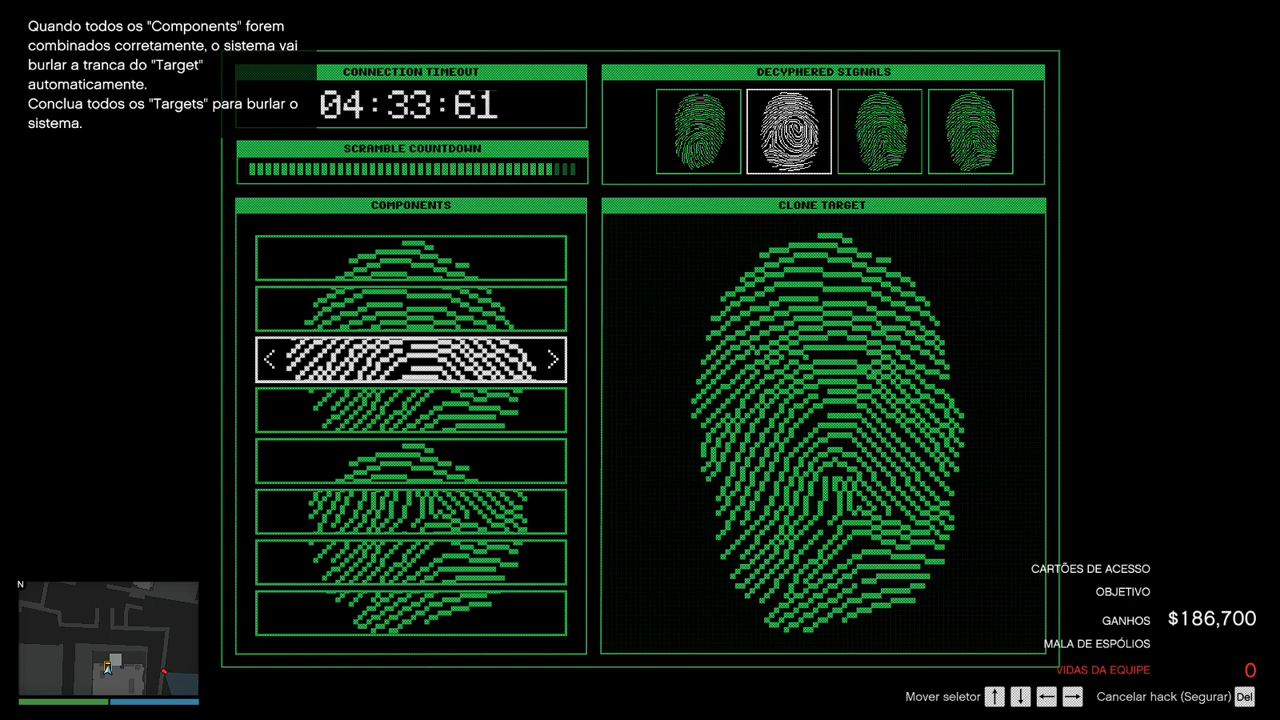 Quando todos os "Components" forem
combinados corretamente, o sistema vai
burlar a tranca do "Target"
automaticamente.
Conclua todos os "Targets" para burlar o
sistema.
CONNECTION TIMEOUT
04:33:61
SCRAMBLE COUNTDOWN
COMPONENTS
DECYPHERED SIGNALS
CLONE TARGET
N
CARTÕES DE ACESSO
OBJETIVO
GANHOS $186,700
MALA DE ESPÓLIOS
VIDAS DA EQUIPE 0
Mover seletor ↑ ↓ ← → Cancelar hack (Segurar) Del